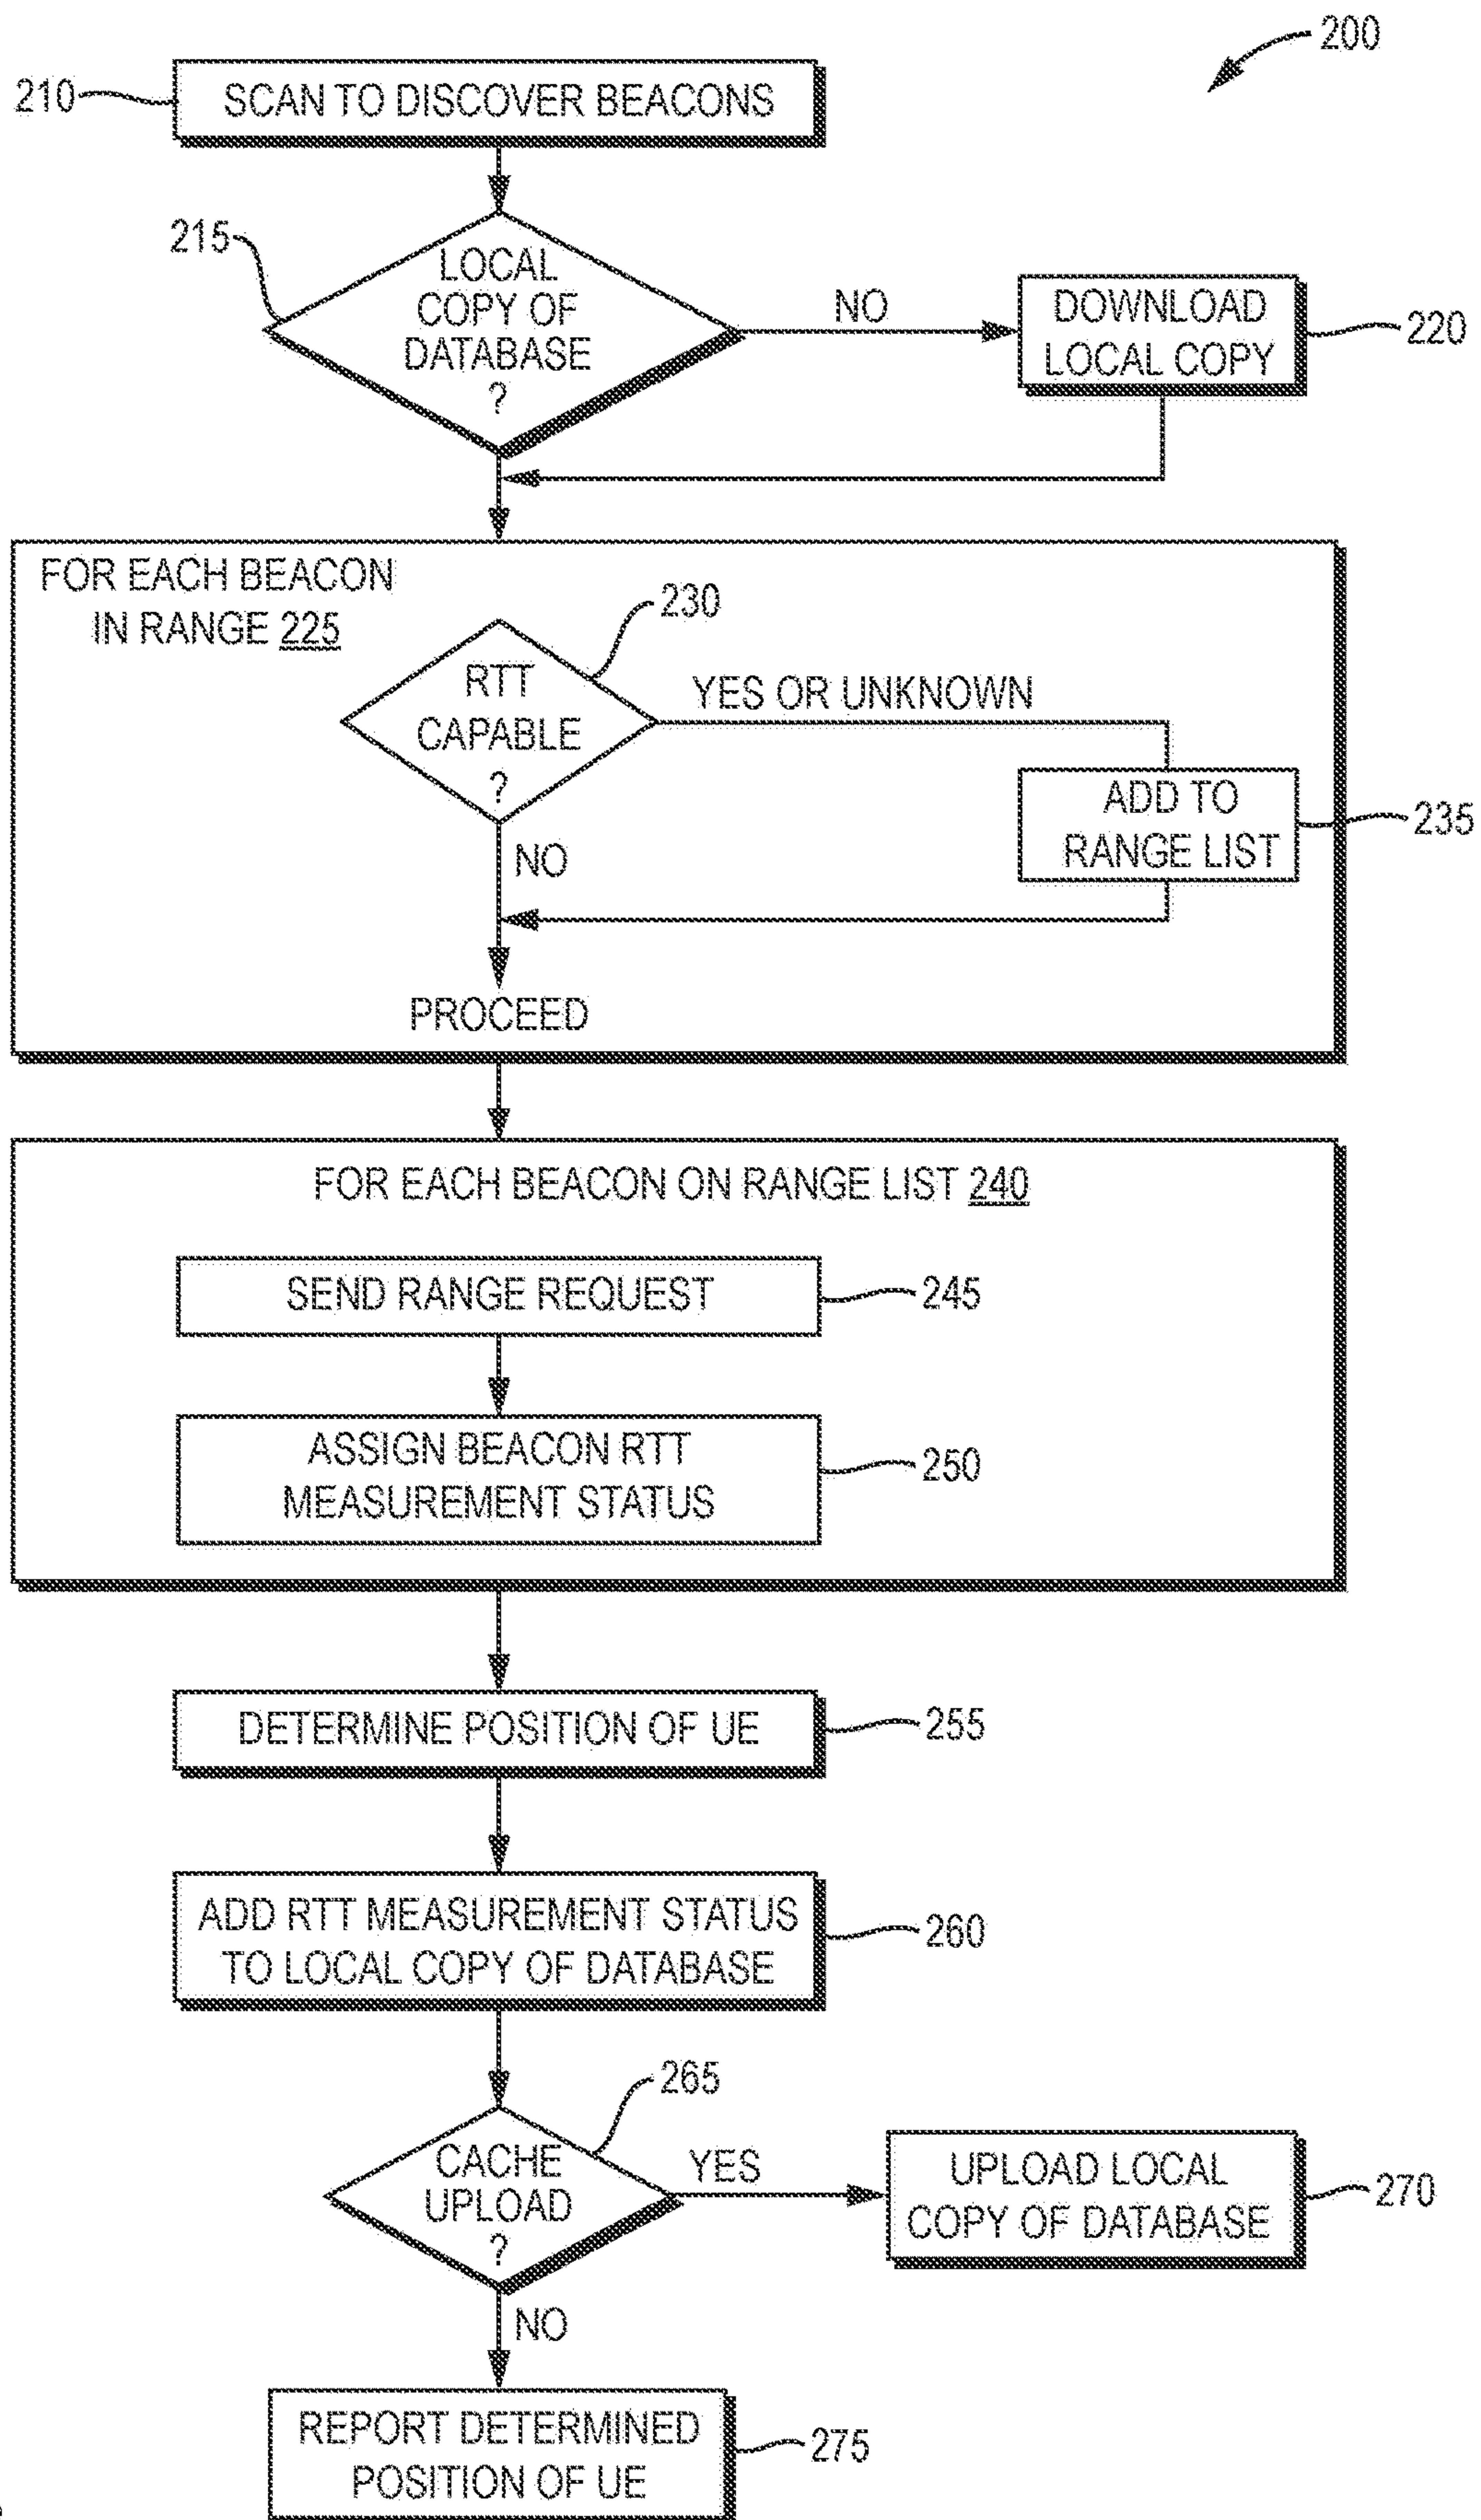 200
210
SCAN TO DISCOVER BEACONS
215
LOCAL
COPY OF
DATABASE
?
NO
DOWNLOAD
LOCAL COPY
220
FOR EACH BEACON
IN RANGE 225
230
RTT
CAPABLE
?
YES OR UNKNOWN
ADD TO
RANGE LIST
235
NO
PROCEED
FOR EACH BEACON ON RANGE LIST 240
SEND RANGE REQUEST
245
ASSIGN BEACON RTT
MEASUREMENT STATUS
250
DETERMINE POSITION OF UE
255
ADD RTT MEASUREMENT STATUS
TO LOCAL COPY OF DATABASE
260
265
CACHE
UPLOAD
?
YES
UPLOAD LOCAL
COPY OF DATABASE
270
NO
REPORT DETERMINED
POSITION OF UE
275